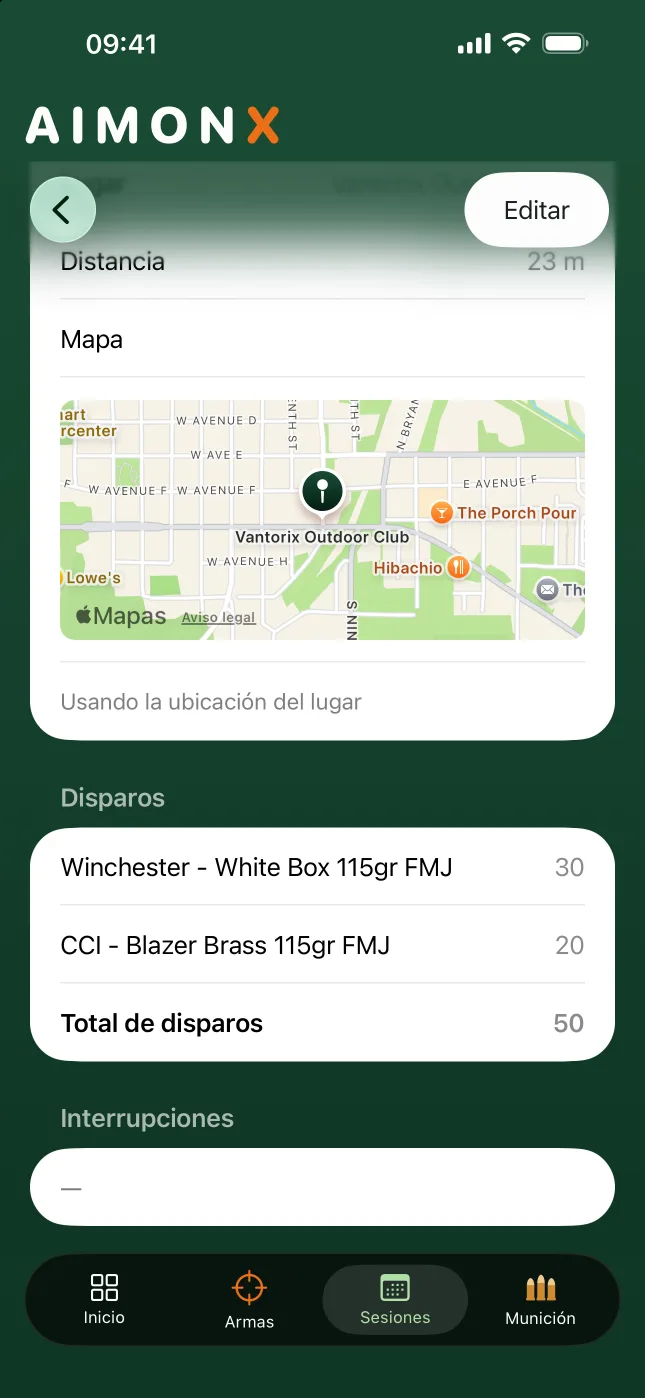 09:41
AIMONX
Editar
Distancia
23 m
Mapa
W AVENUE D
W AVE E
W AVENUE F
W AVENUE F
E AVENUE F
The Porch Pour
Vantorix Outdoor Club
W AVENUE H
Hibachio
Lowe's
Mapas
Aviso legal
Usando la ubicación del lugar
Disparos
Winchester - White Box 115gr FMJ
30
CCI - Blazer Brass 115gr FMJ
20
Total de disparos
50
Interrupciones
—
Inicio
Armas
Sesiones
Munición